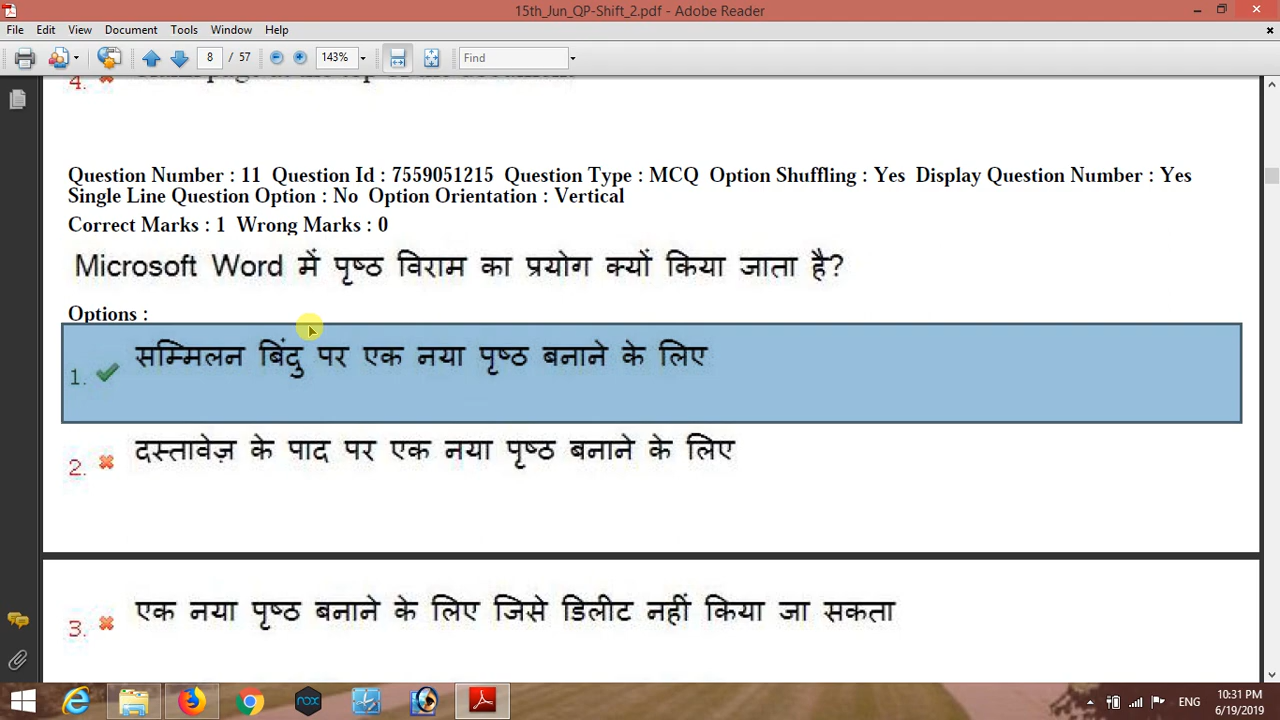 15th_Jun_QP-Shift_2.pdf - Adobe Reader
File Edit View Document Tools Window Help
8 / 57 143% Find
4.
Question Number : 11 Question Id : 7559051215 Question Type : MCQ Option Shuffling : Yes Display Question Number : Yes
Single Line Question Option : No Option Orientation : Vertical
Correct Marks : 1 Wrong Marks : 0
Microsoft Word में पृष्ठ विराम का प्रयोग क्यों किया जाता है?
Options :
1. सम्मिलन बिंदु पर एक नया पृष्ठ बनाने के लिए
2. दस्तावेज़ के पाद पर एक नया पृष्ठ बनाने के लिए
3. एक नया पृष्ठ बनाने के लिए जिसे डिलीट नहीं किया जा सकता
nox
ENG
10:31 PM
6/19/2019